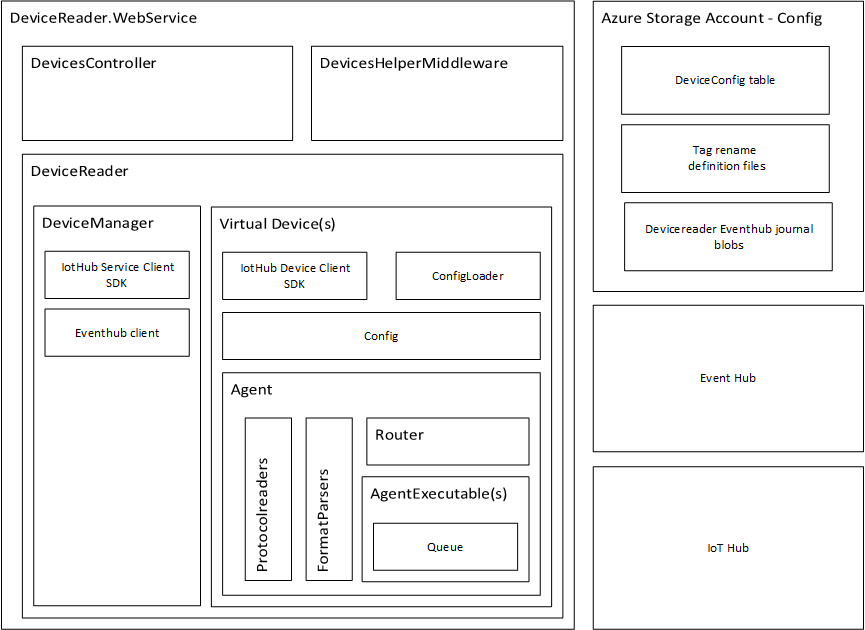 DeviceReader.WebService
DevicesController
DevicesHelperMiddleware
DeviceReader
DeviceManager
IotHub Service Client
SDK
Eventhub client
Virtual Device(s)
IotHub Device Client
SDK
ConfigLoader
Config
Agent
Protocolreaders
FormatParsers
Router
AgentExecutable(s)
Queue
Azure Storage Account - Config
DeviceConfig table
Tag rename
definition files
Devicereader Eventhub journal
blobs
Event Hub
IoT Hub